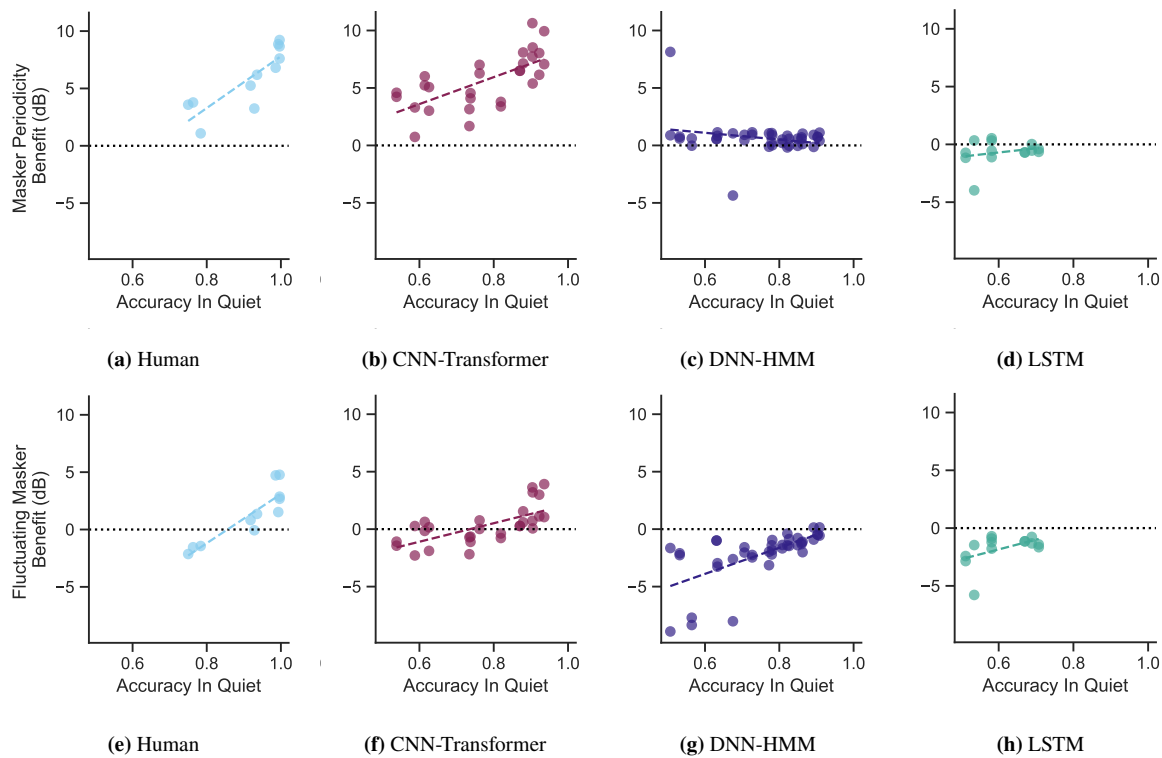 Masker Periodicity
Benefit (dB)
10
5
0
−5
0.6 0.8 1.0
Accuracy In Quiet
(a) Human
10
5
0
−5
0.6 0.8 1.0
Accuracy In Quiet
(b) CNN-Transformer
10
5
0
−5
0.6 0.8 1.0
Accuracy In Quiet
(c) DNN-HMM
10
5
0
−5
0.6 0.8 1.0
Accuracy In Quiet
(d) LSTM
Fluctuating Masker
Benefit (dB)
10
5
0
−5
0.6 0.8 1.0
Accuracy In Quiet
(e) Human
10
5
0
−5
0.6 0.8 1.0
Accuracy In Quiet
(f) CNN-Transformer
10
5
0
−5
0.6 0.8 1.0
Accuracy In Quiet
(g) DNN-HMM
10
5
0
−5
0.6 0.8 1.0
Accuracy In Quiet
(h) LSTM